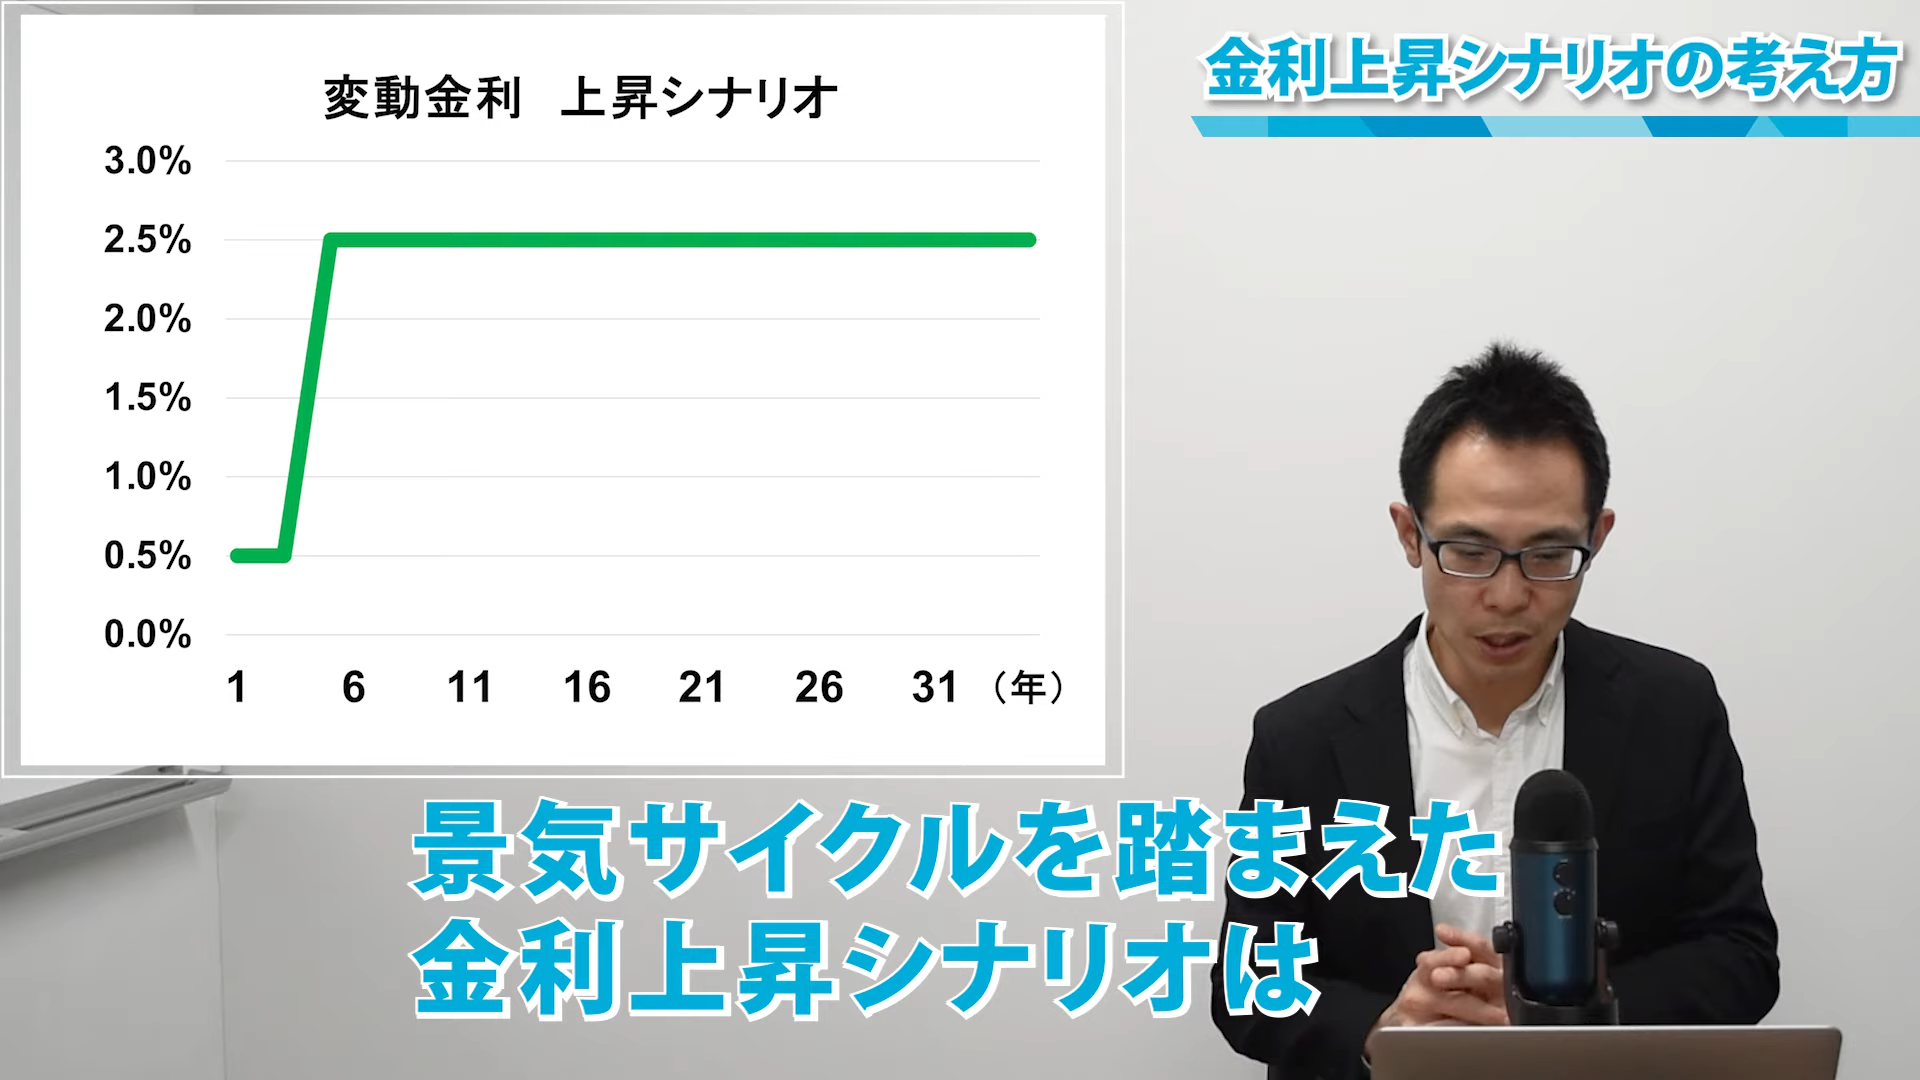 変動金利 上昇シナリオ
3.0%
2.5%
2.0%
1.5%
1.0%
0.5%
0.0%
1 6 11 16 21 26 31 （年）
金利上昇シナリオの考え方
景気サイクルを踏まえた
金利上昇シナリオは